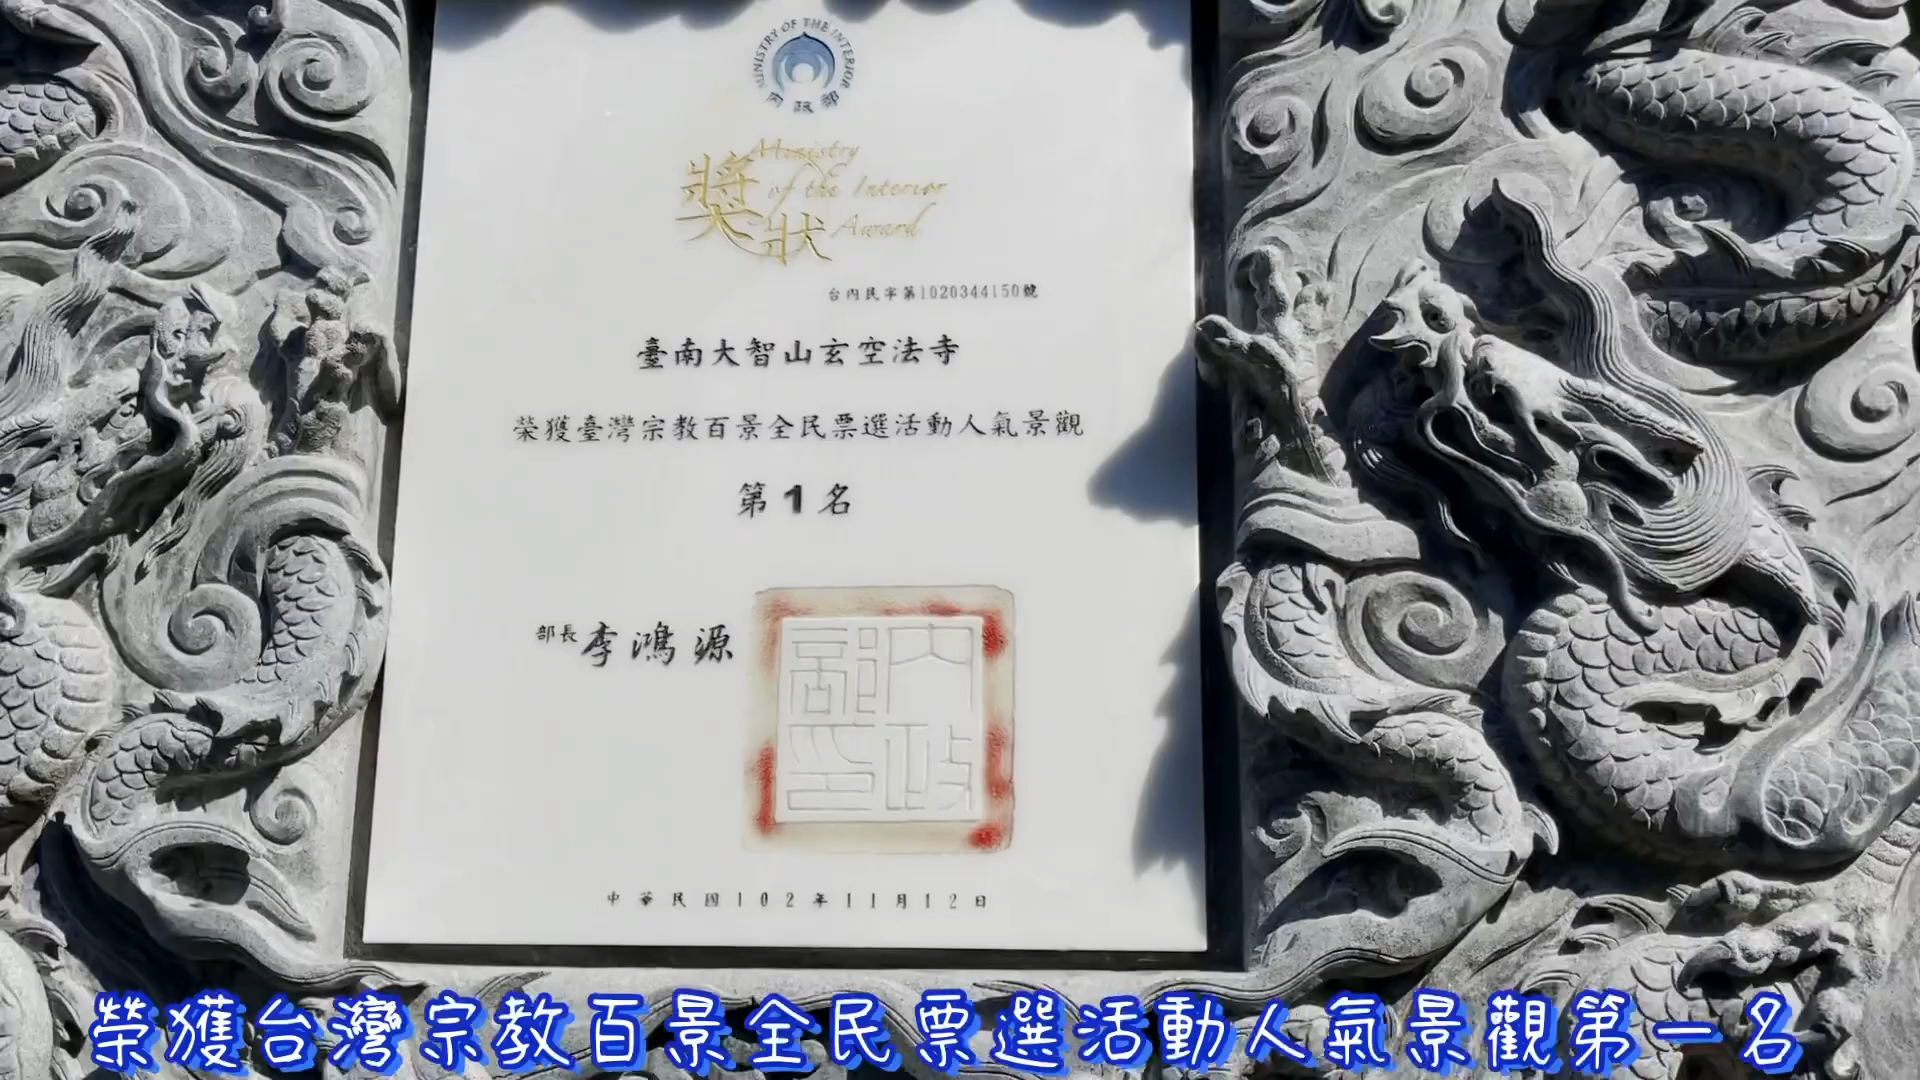 MINISTRY OF THE INTERIOR
內政部
獎狀
Ministry
of the Interior
Award
台內民字第1020344150號
臺南大智山玄空法寺
榮獲臺灣宗教百景全民票選活動人氣景觀
第1名
部長 李鴻源
內政部印
中華民國102年11月12日
榮獲台灣宗教百景全民票選活動人氣景觀第一名